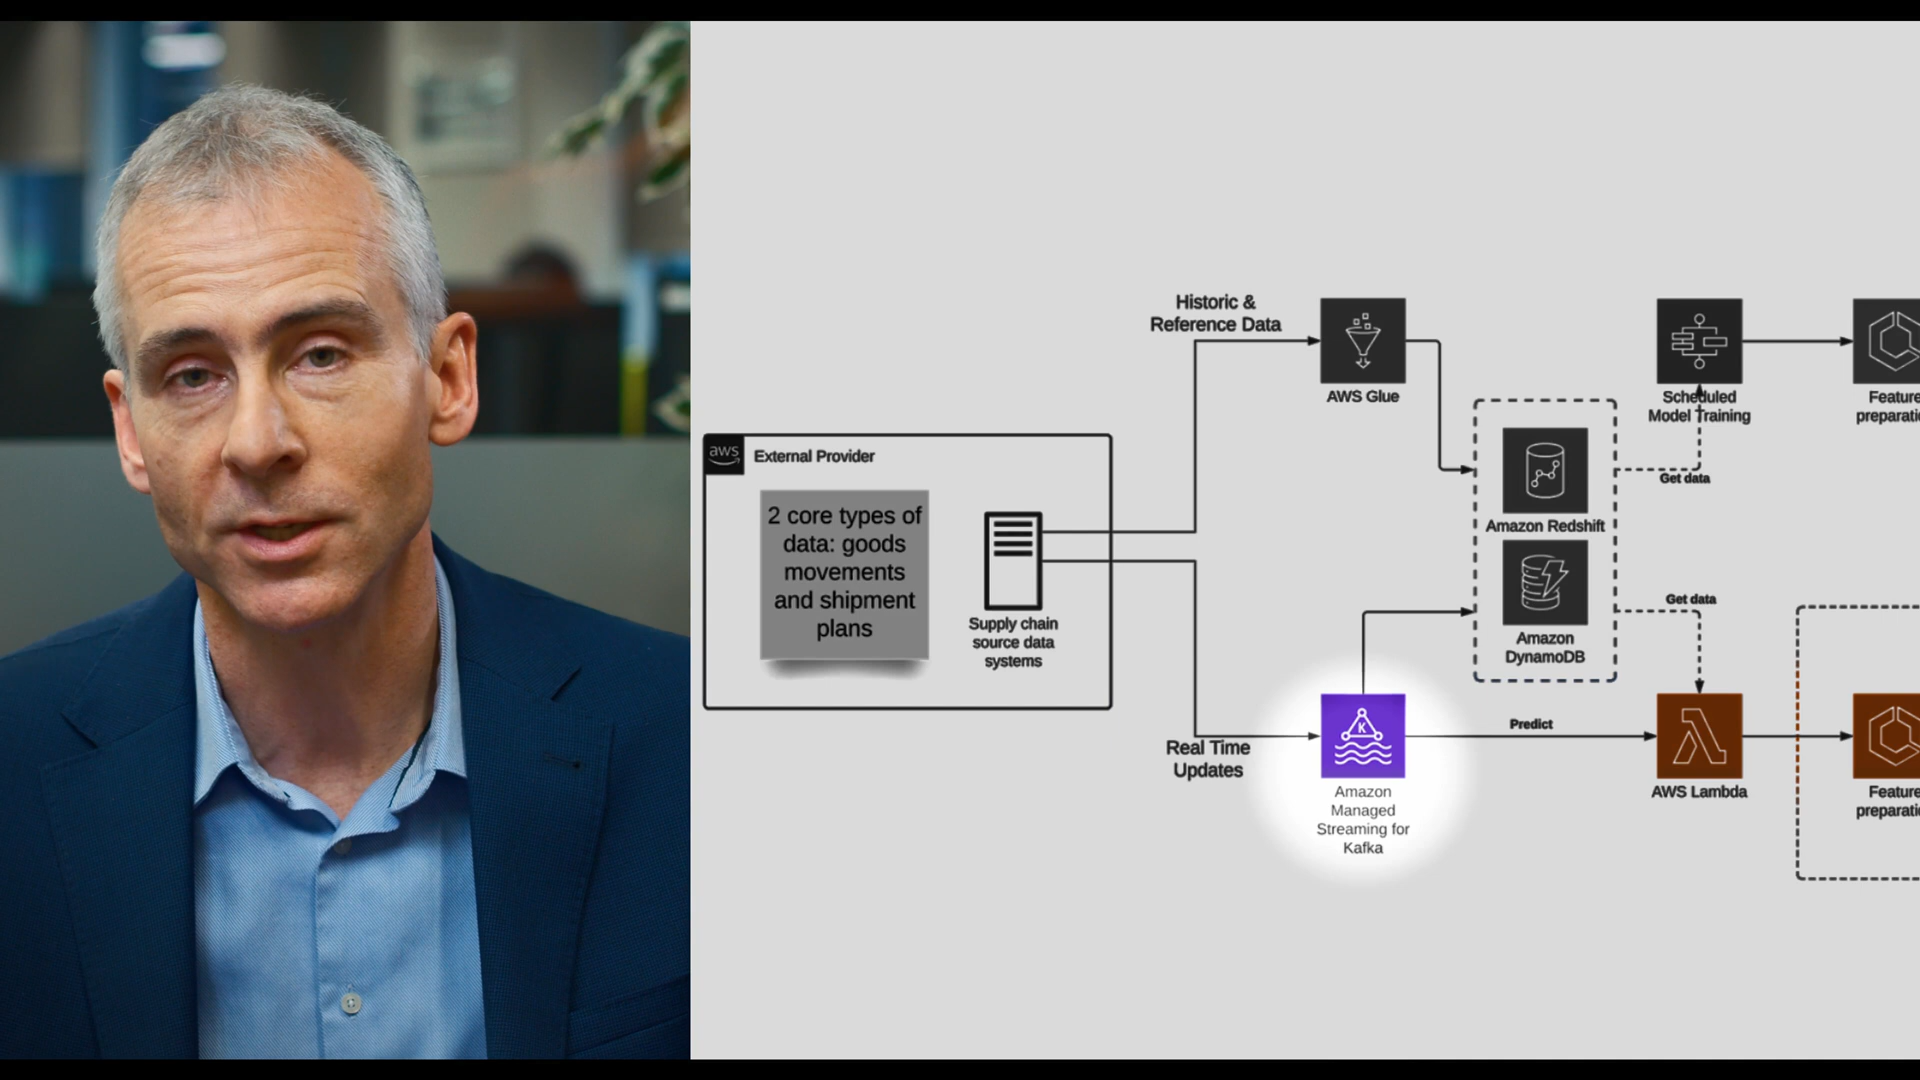 Historic &
Reference Data
AWS Glue
Scheduled
Model Training
Feature
Get data
aws
External Provider
2 core types of
data: goods
movements
and shipment
plans
Supply chain
source data
systems
Amazon Redshift
Amazon
DynamoDB
Get data
Real Time
Updates
K
Amazon
Managed
Streaming for
Kafka
Predict
AWS Lambda
Feature